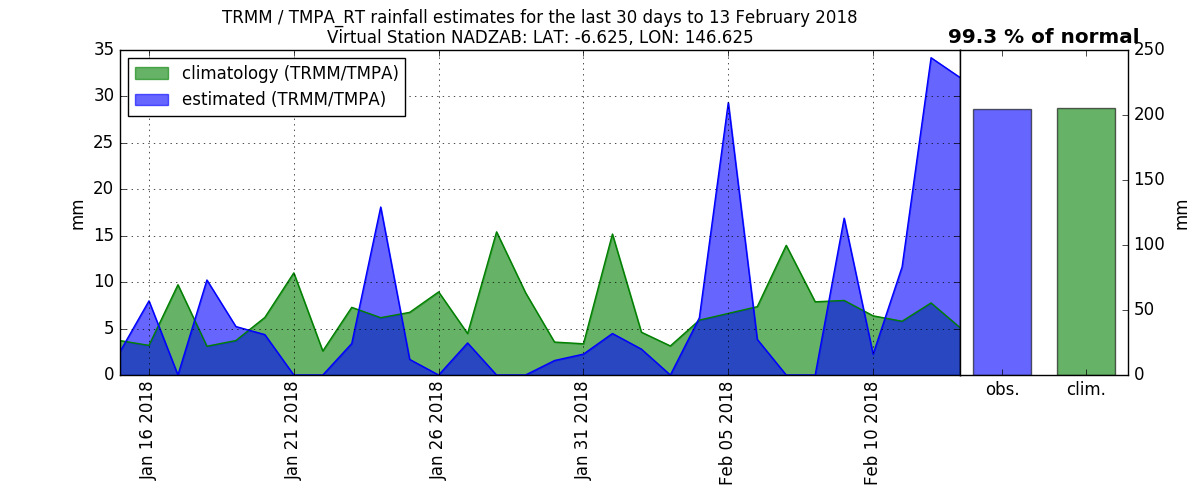 TRMM / TMPA_RT rainfall estimates for the last 30 days to 13 February 2018
Virtual Station NADZAB: LAT: -6.625, LON: 146.625
99.3 % of normal
climatology (TRMM/TMPA)
estimated (TRMM/TMPA)
35
30
25
20
15
10
5
0
mm
Jan 16 2018
Jan 21 2018
Jan 26 2018
Jan 31 2018
Feb 05 2018
Feb 10 2018
250
200
150
100
50
0
mm
obs.
clim.